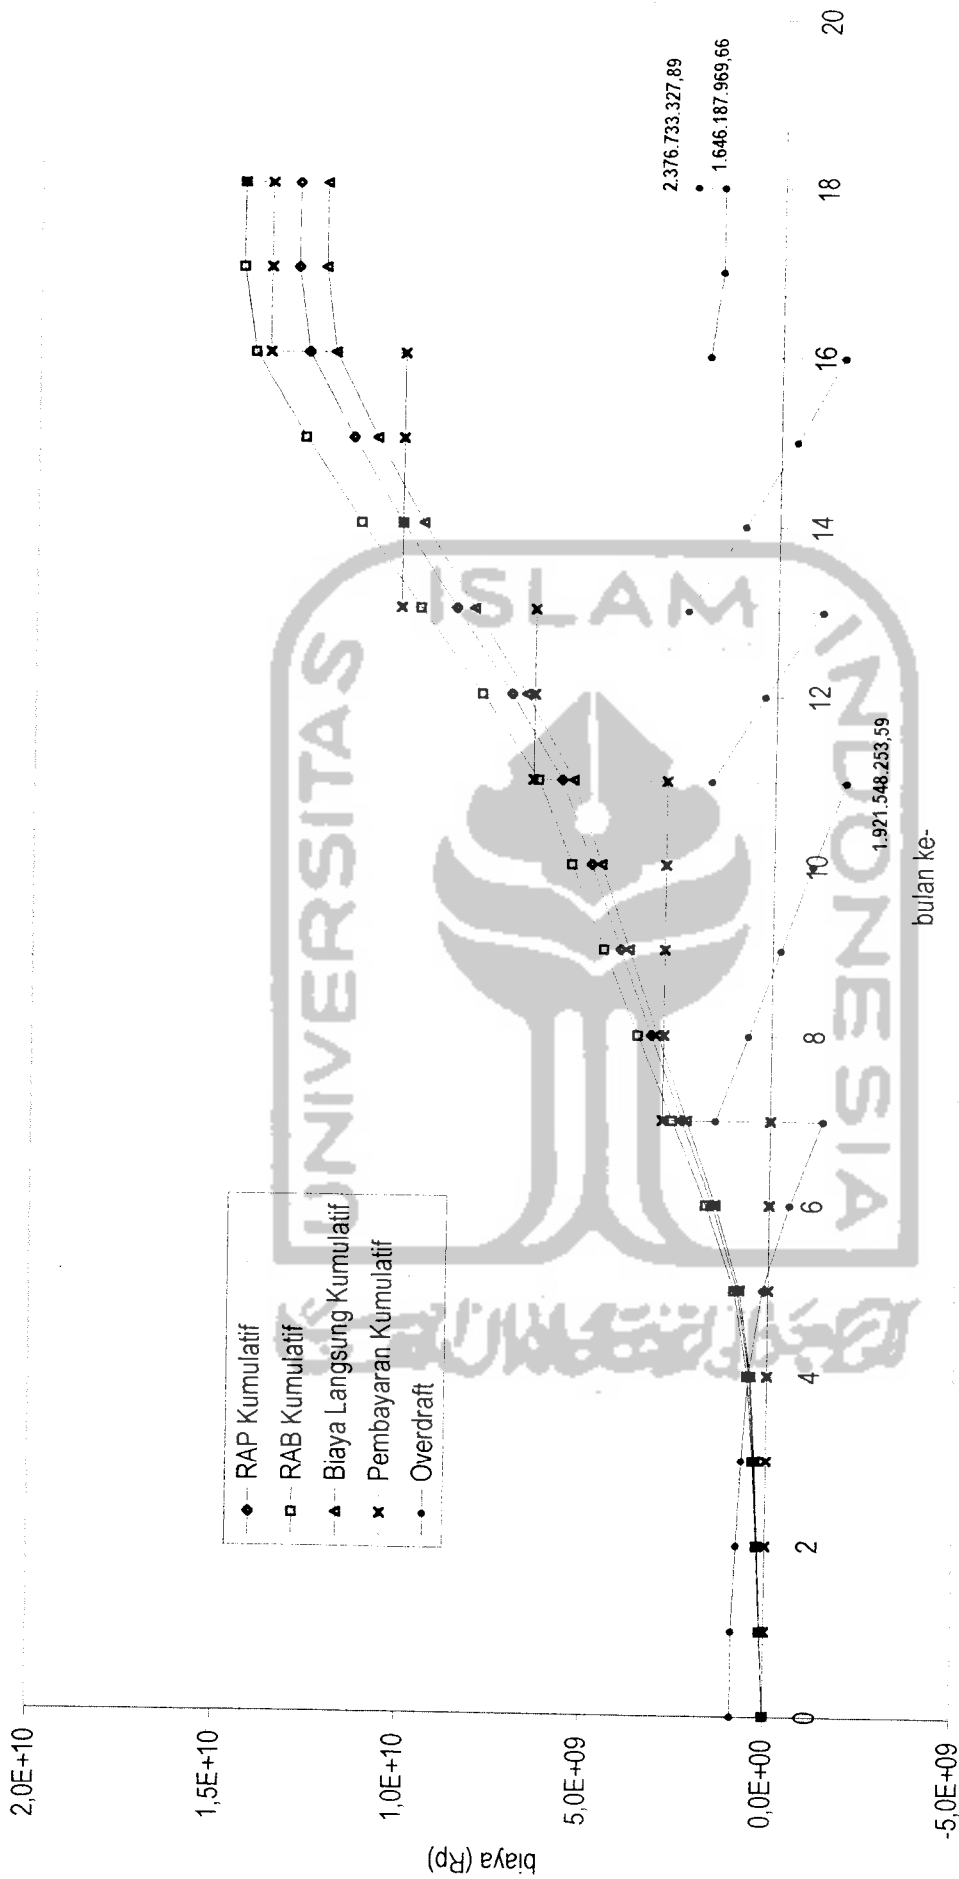 2,0E+10
1,5E+10
1,0E+10
5,0E+09
0,0E+00
-5,0E+09
biaya (Rp)
RAP Kumulatif
RAB Kumulatif
Biaya Langsung Kumulatif
Pembayaran Kumulatif
Overdraft
2.376.733.327,89
1.646.187.969,66
1.921.548.253,59
0
2
4
6
8
10
12
14
16
18
20
bulan ke-
UNIVERSITAS
ISLAM
INDONESIA